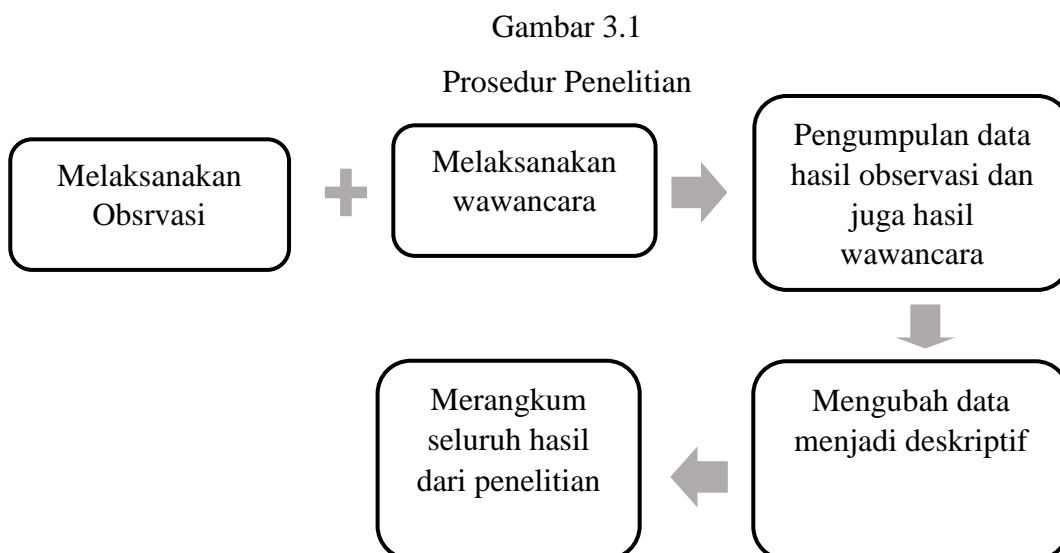 Gambar 3.1
Prosedur Penelitian
Melaksanakan
Obsrvasi
Melaksanakan
wawancara
Pengumpulan data
hasil observasi dan
juga hasil
wawancara
Mengubah data
menjadi deskriptif
Merangkum
seluruh hasil
dari penelitian